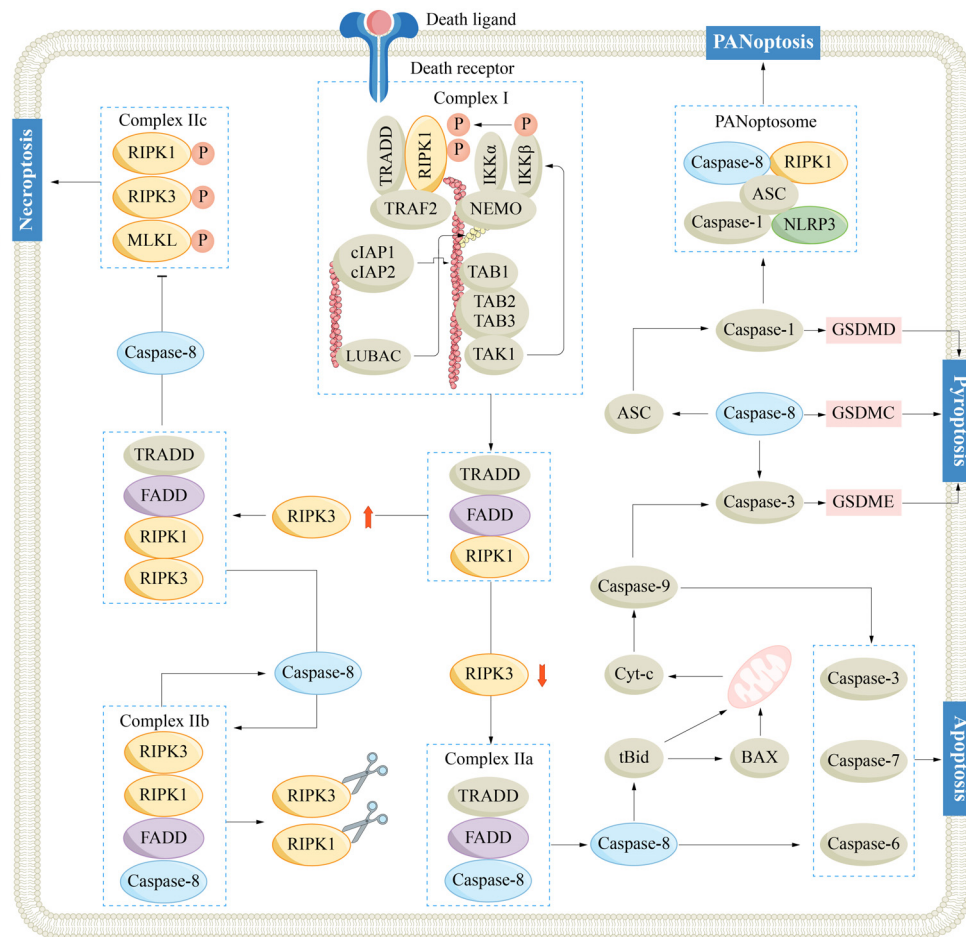 Death ligand
Death receptor
PANoptosis
Necroptosis
Complex IIc
RIPK1
P
RIPK3
P
MLKL
P
Complex I
TRADD
RIPK1
P
P
P
IKKα
IKKβ
TRAF2
NEMO
cIAP1
cIAP2
TAB1
TAB2
TAB3
LUBAC
TAK1
PANoptosome
Caspase-8
RIPK1
ASC
Caspase-1
NLRP3
Caspase-8
Caspase-1
GSDMD
ASC
Caspase-8
GSDMC
Caspase-3
GSDME
Pyroptosis
TRADD
FADD
RIPK1
RIPK3
RIPK3
TRADD
FADD
RIPK1
Caspase-9
Caspase-8
RIPK3
Cyt-c
Caspase-3
Complex IIb
RIPK3
RIPK1
FADD
Caspase-8
RIPK3
RIPK1
Complex IIa
TRADD
FADD
Caspase-8
tBid
BAX
Caspase-7
Caspase-8
Caspase-6
Apoptosis